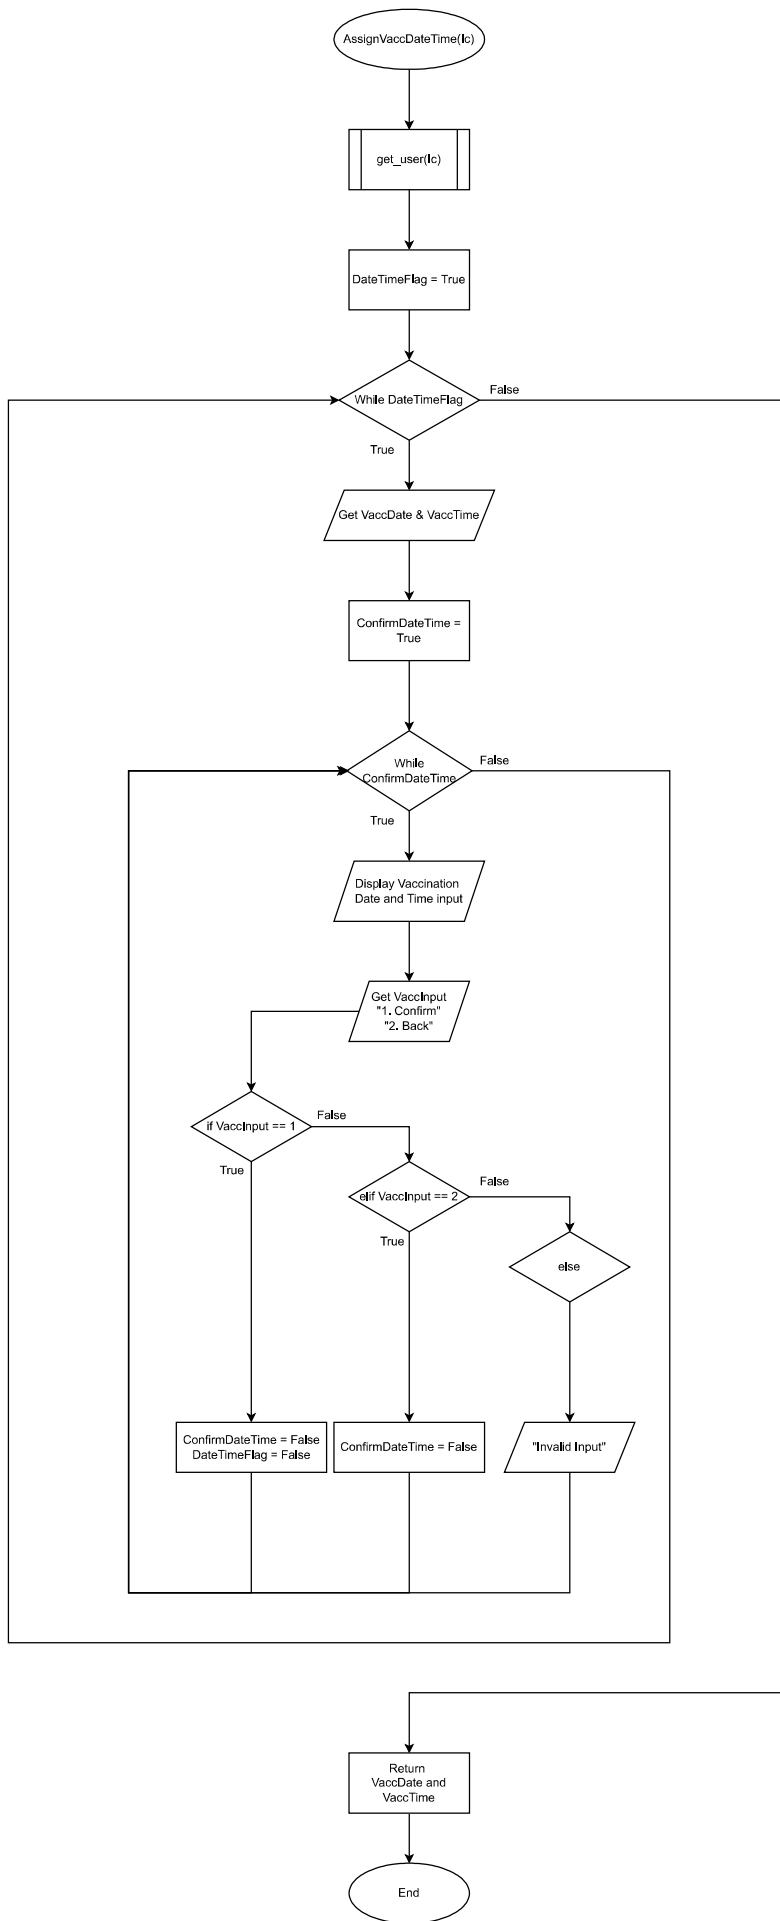 AssignVaccDateTime(Ic)
get_user(Ic)
DateTimeFlag = True
While DateTimeFlag
False
True
Get VaccDate & VaccTime
ConfirmDateTime =
True
While
ConfirmDateTime
False
True
Display Vaccination
Date and Time input
Get VaccInput
"1. Confirm"
"2. Back"
if VaccInput == 1
False
True
elif VaccInput == 2
False
True
else
ConfirmDateTime = False
DateTimeFlag = False
ConfirmDateTime = False
"Invalid Input"
Return
VaccDate and
VaccTime
End